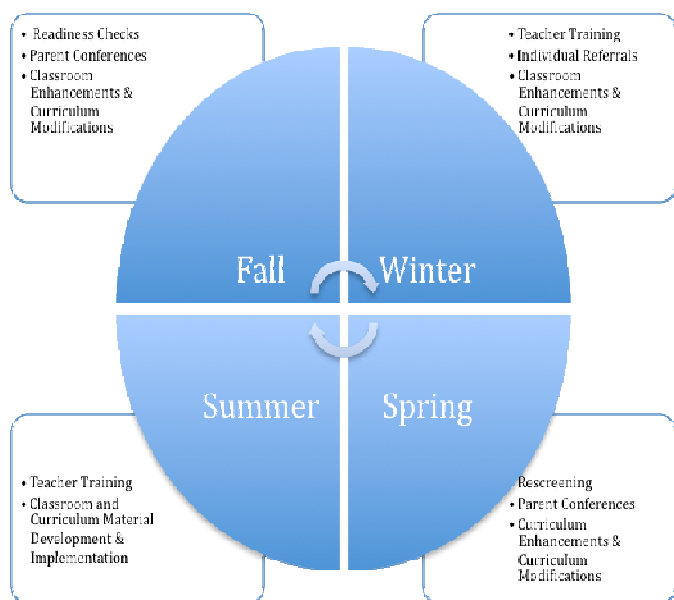 • Readiness Checks
• Parent Conferences
• Classroom
Enhancements &
Curriculum
Modifications
• Teacher Training
• Individual Referrals
• Classroom
Enhancements &
Curriculum
Modifications
Fall
Winter
Summer
Spring
• Teacher Training
• Classroom and
Curriculum Material
Development &
Implementation
Rescreening
• Parent Conferences
• Curriculum
Enhancements &
Curriculum
Modifications